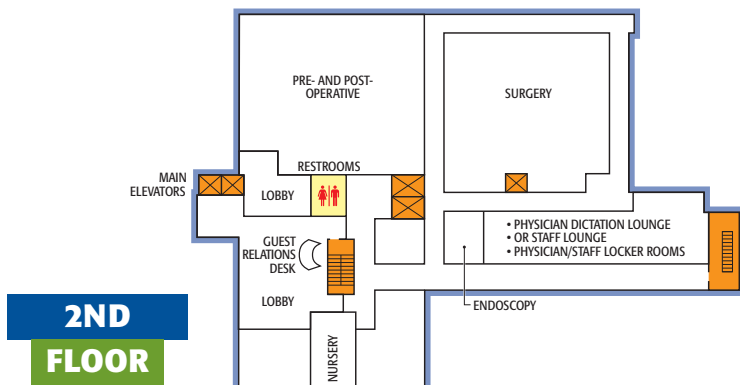 PRE- AND POST-
OPERATIVE
SURGERY
RESTROOMS
MAIN
ELEVATORS
LOBBY
• PHYSICIAN DICTATION LOUNGE
• OR STAFF LOUNGE
• PHYSICIAN/STAFF LOCKER ROOMS
GUEST
RELATIONS
DESK
LOBBY
ENDOSCOPY
2ND
FLOOR
NURSERY